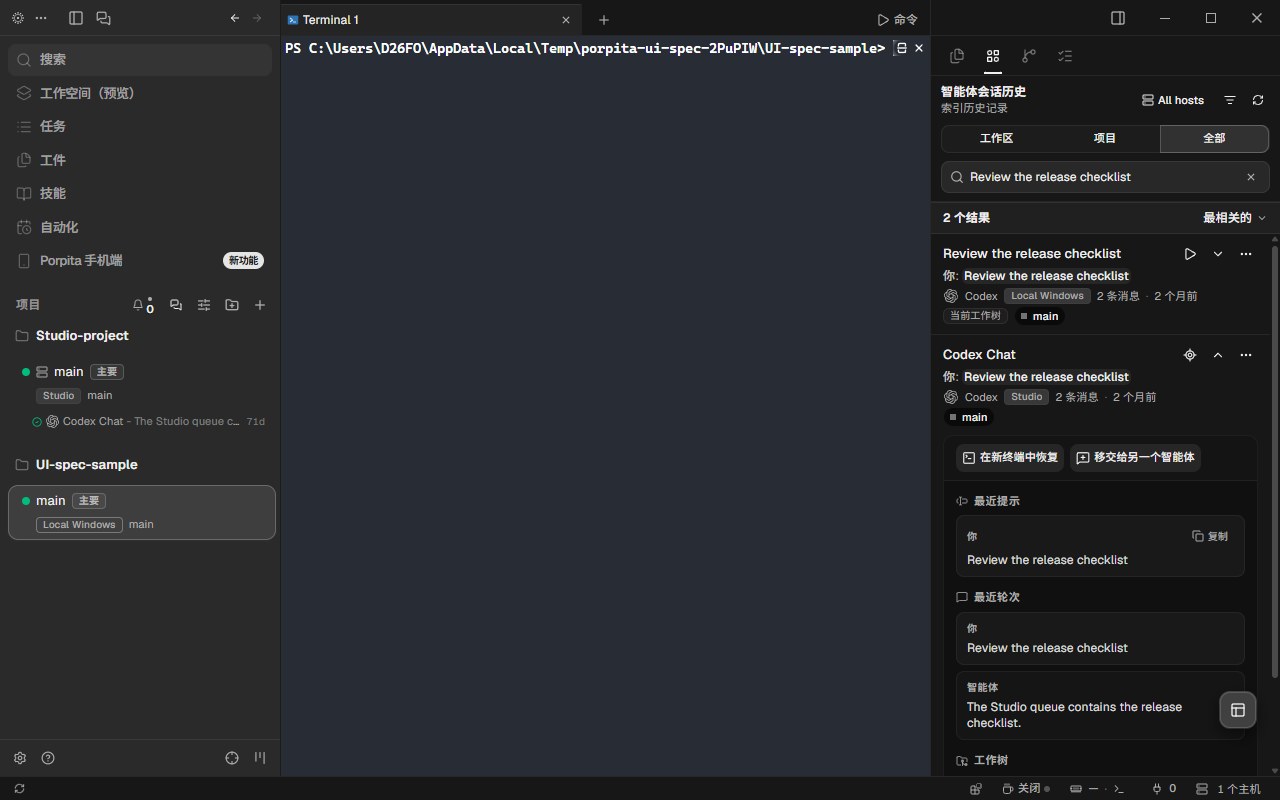 Terminal 1
命令
PS C:\Users\D26FO\AppData\Local\Temp\porpita-ui-spec-2PuPIW\UI-spec-sample>
搜索
工作空间（预览）
任务
工件
技能
自动化
Porpita 手机端
新功能
项目
0
Studio-project
main 主要
Studio main
Codex Chat - The Studio queue c... 71d
UI-spec-sample
main 主要
Local Windows main
智能体会话历史
索引历史记录
All hosts
工作区
项目
全部
Review the release checklist
2 个结果
最相关的
Review the release checklist
你: Review the release checklist
Codex Local Windows 2 条消息 · 2 个月前
当前工作树 main
Codex Chat
你: Review the release checklist
Codex Studio 2 条消息 · 2 个月前
main
在新终端中恢复
移交给另一个智能体
最近提示
你
复制
Review the release checklist
最近轮次
你
Review the release checklist
智能体
The Studio queue contains the release
checklist.
工作树
关闭
0
1 个主机